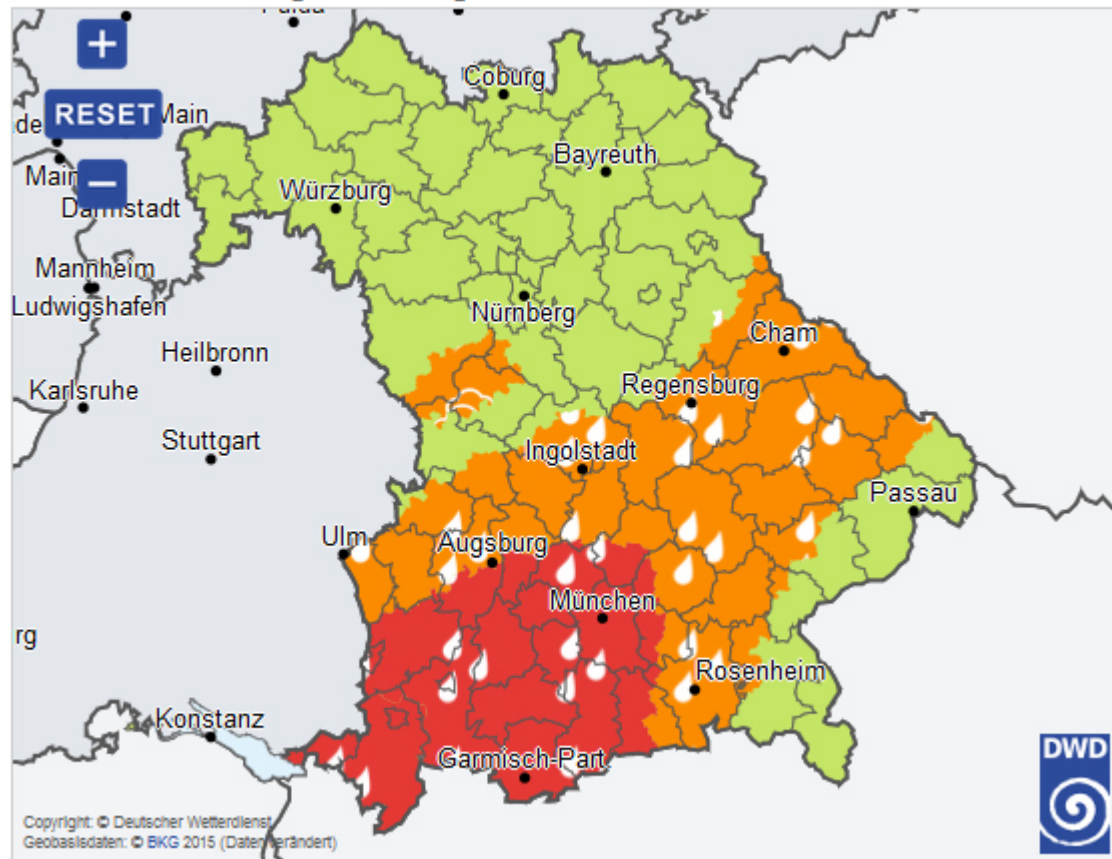 +
RESET
Main
−
Darmstadt
Coburg
Bayreuth
Würzburg
Mannheim
Ludwigshafen
Nürnberg
Heilbronn
Cham
Karlsruhe
Regensburg
Stuttgart
Ingolstadt
Passau
Ulm
Augsburg
München
rg
Rosenheim
Konstanz
Garmisch-Part.
DWD
Copyright: © Deutscher Wetterdienst
Geobasisdaten: © BKG 2015 (Daten verändert)